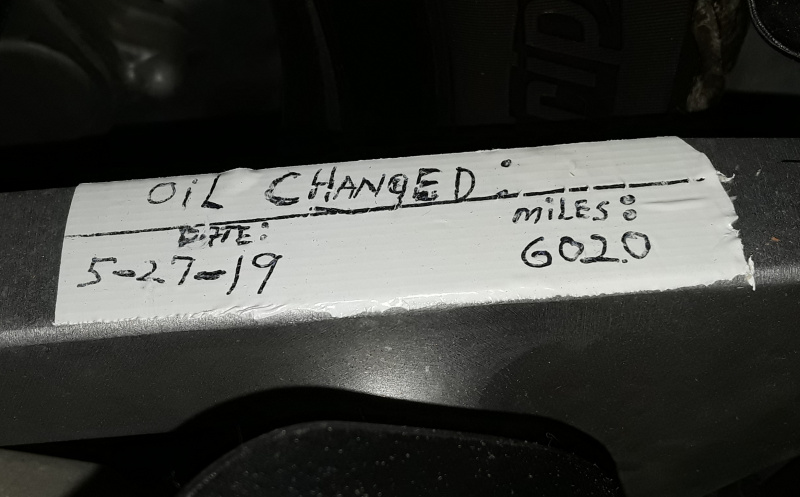 OiL CHANGED:
DATE:
5-27-19
miLES:
6020